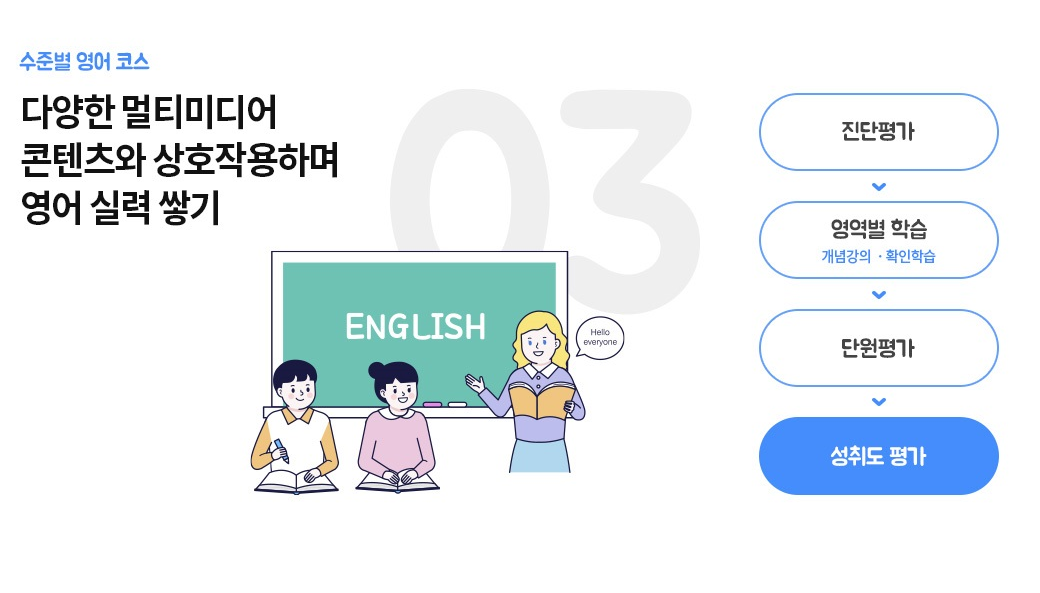 수준별 영어 코스
다양한 멀티미디어
콘텐츠와 상호작용하며
영어 실력 쌓기
03
ENGLISH
Hello
everyone
진단평가
영역별 학습
개념강의 · 확인학습
단원평가
성취도 평가